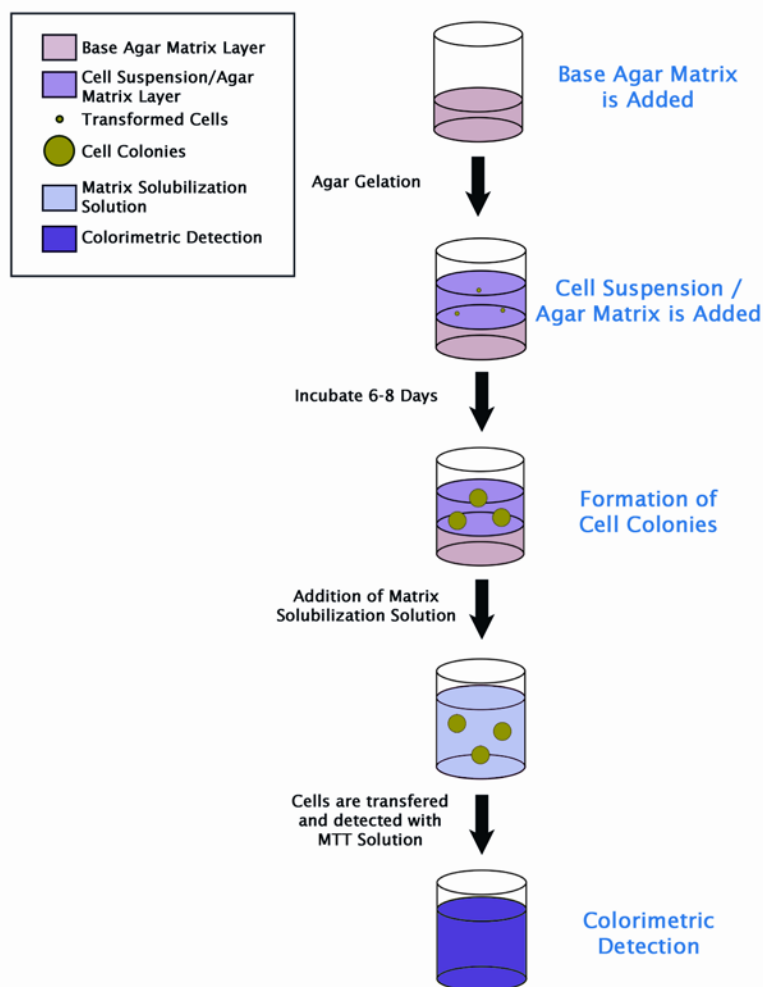 Base Agar Matrix Layer
Cell Suspension/Agar
Matrix Layer
Transformed Cells
Cell Colonies
Matrix Solubilization
Solution
Colorimetric Detection
Base Agar Matrix
is Added
Agar Gelation
Cell Suspension /
Agar Matrix is Added
Incubate 6-8 Days
Formation of
Cell Colonies
Addition of Matrix
Solubilization Solution
Cells are transfered
and detected with
MTT Solution
Colorimetric
Detection